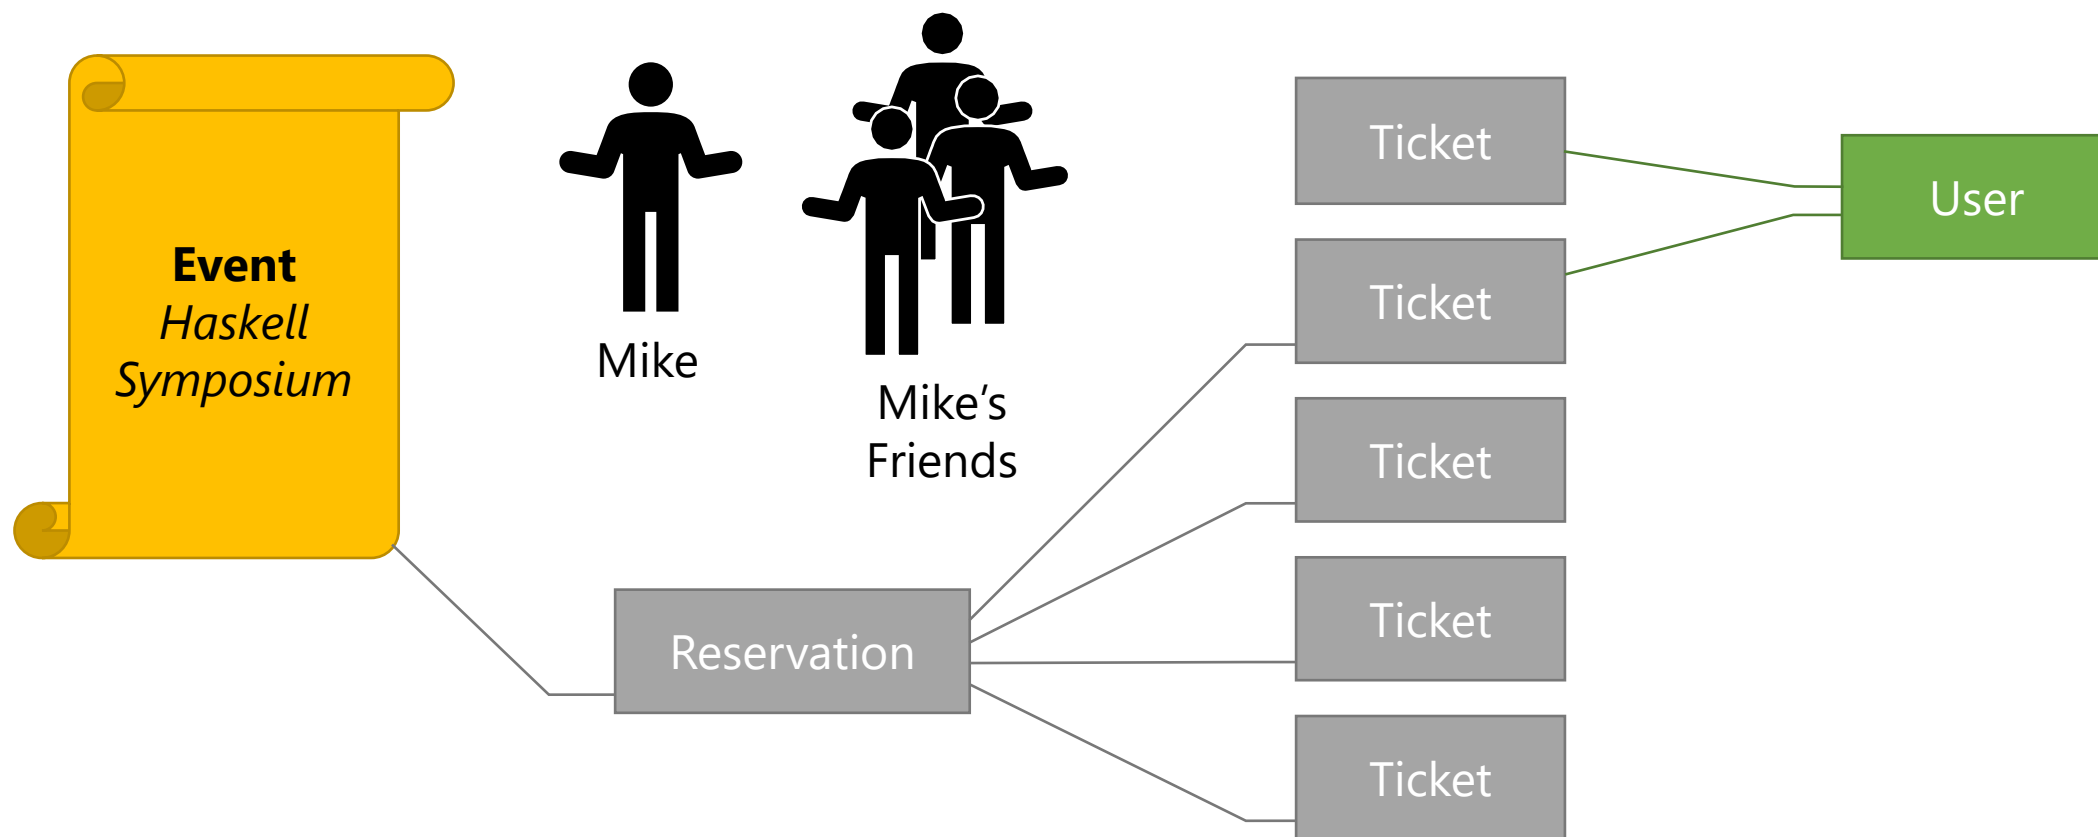 Event
Haskell
Symposium
Mike
Mike's
Friends
Reservation
Ticket
Ticket
Ticket
Ticket
Ticket
User